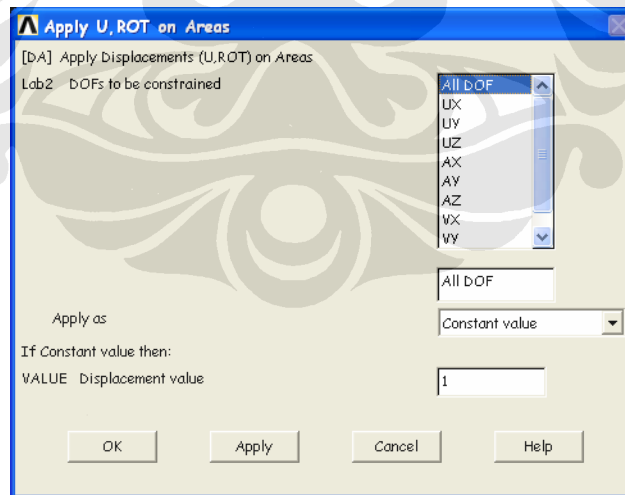 Apply U,ROT on Areas
[DA] Apply Displacements (U,ROT) on Areas
Lab2 DOFs to be constrained
All DOF
UX
UY
UZ
AX
AY
AZ
VX
VY
All DOF
Apply as
Constant value
If Constant value then:
VALUE Displacement value
1
OK Apply Cancel Help